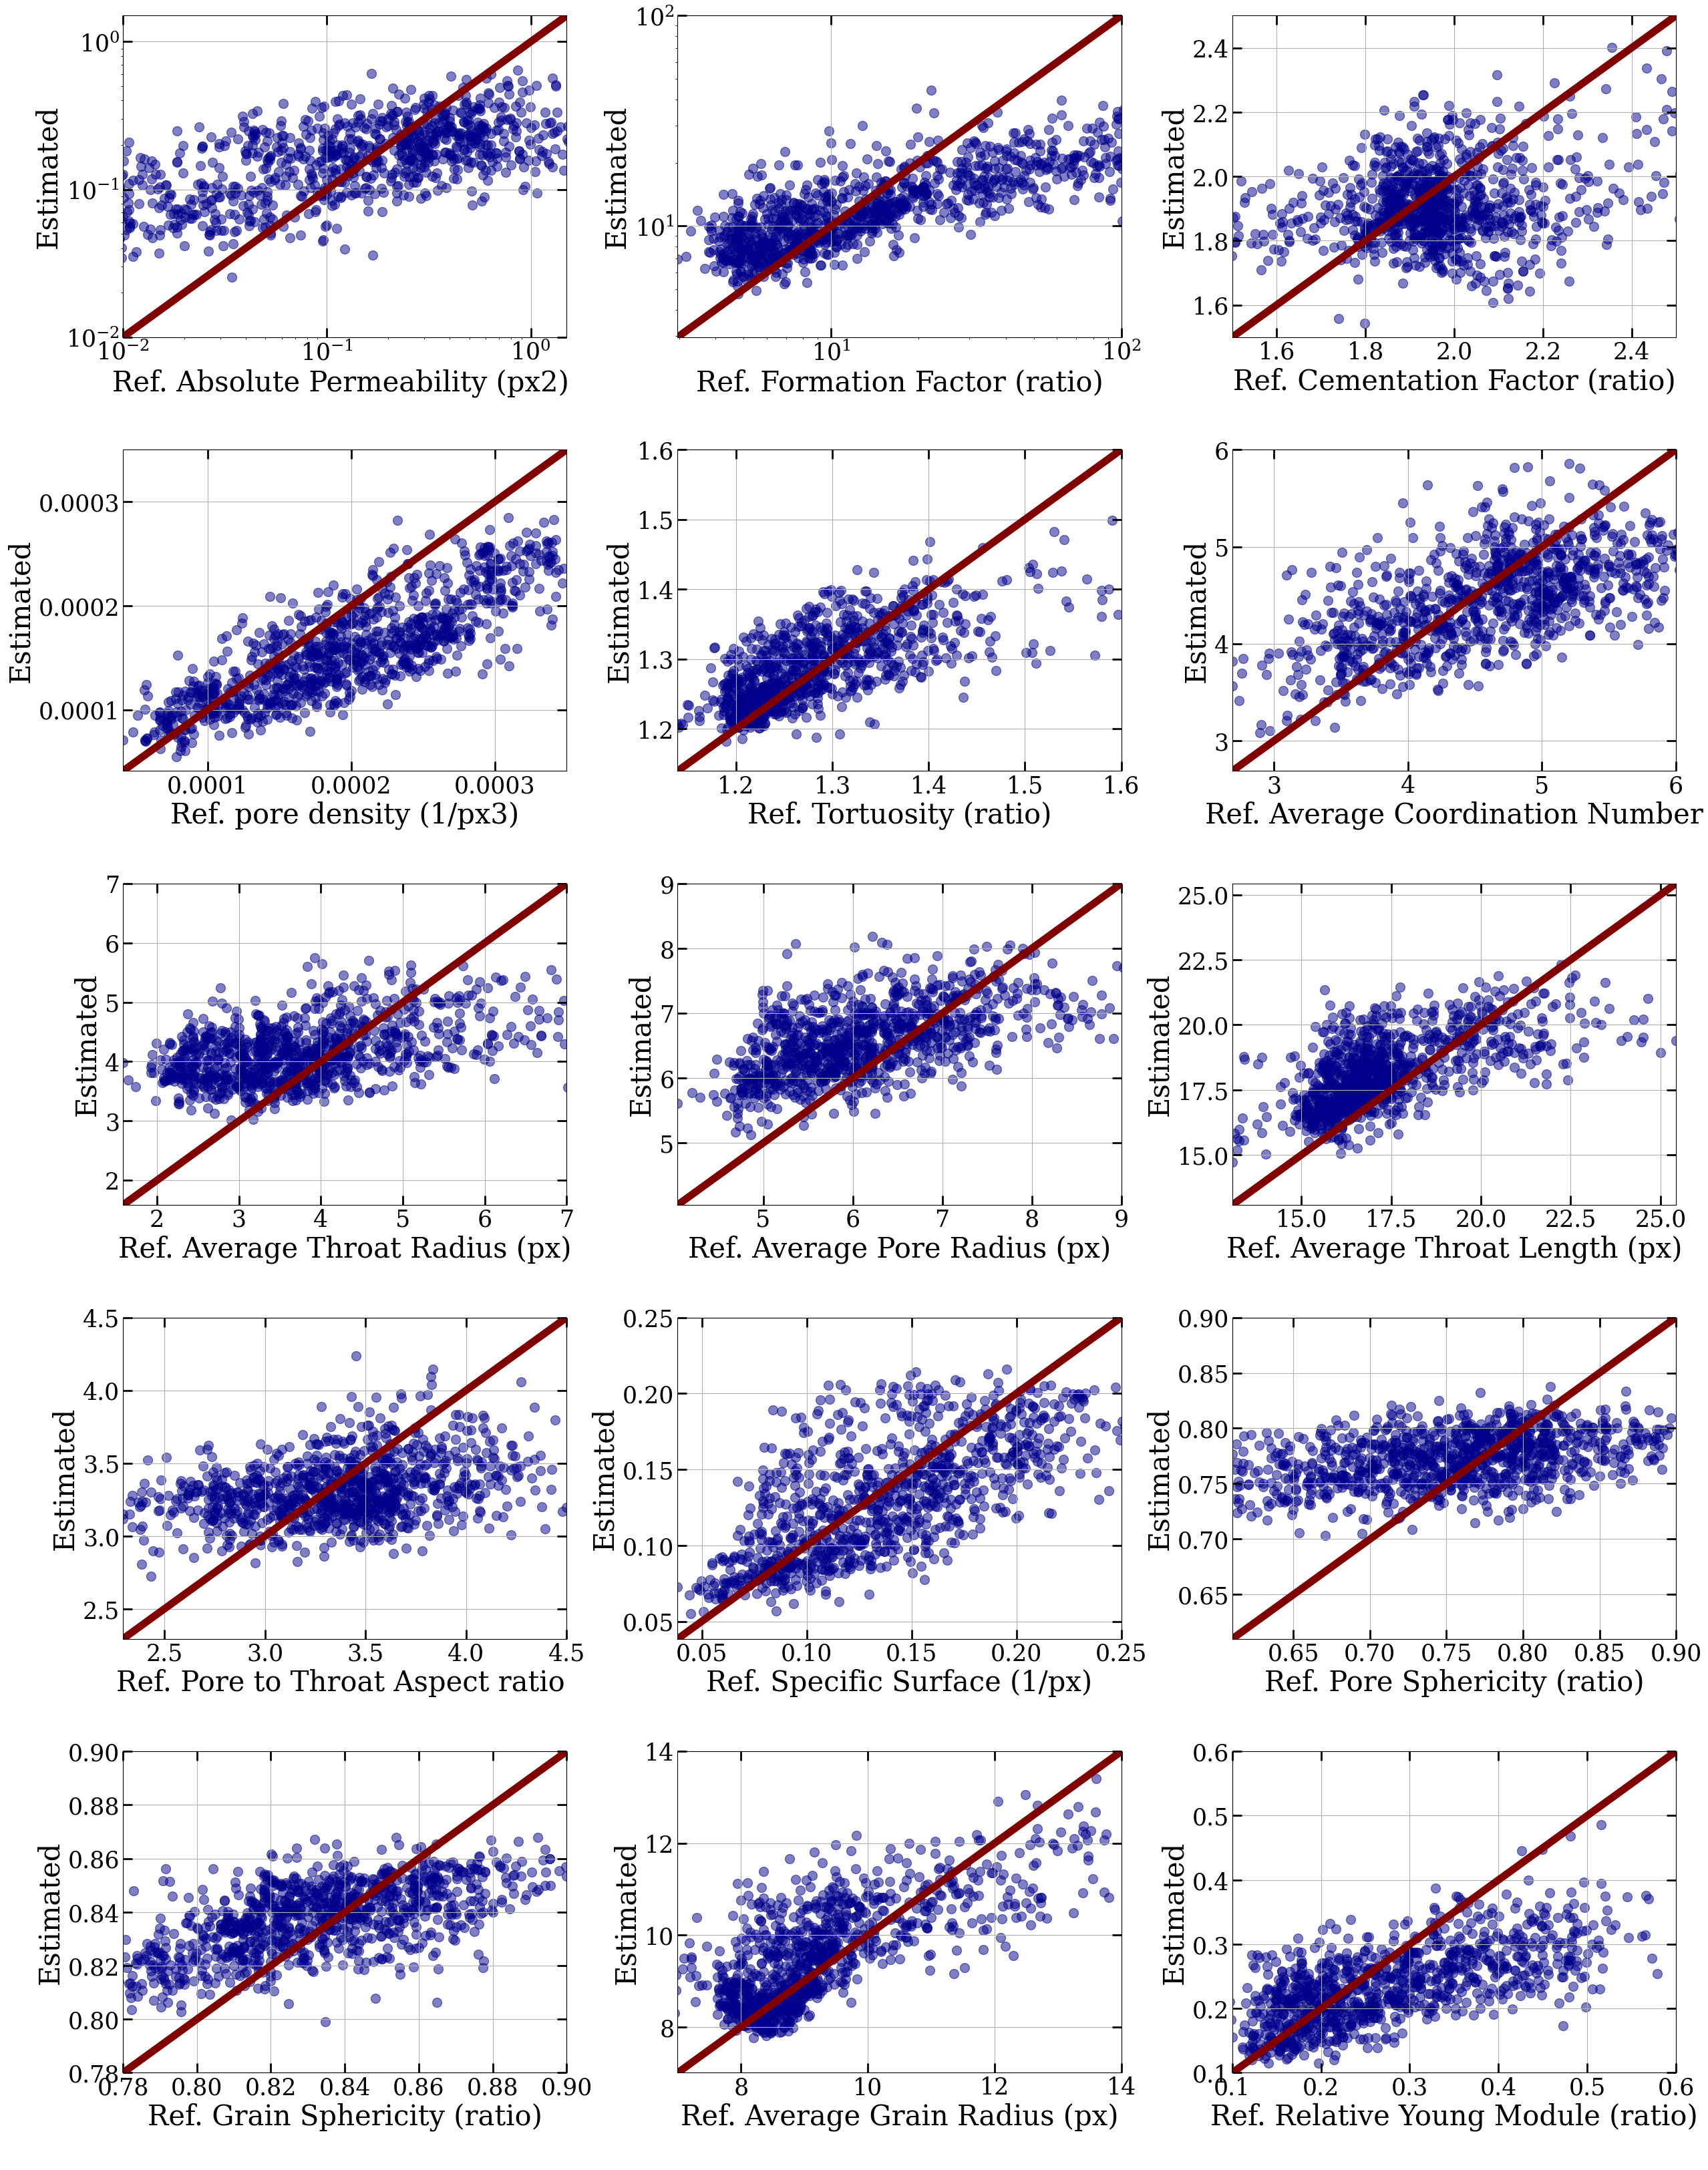 10⁰
10⁻¹
10⁻²
Estimated
10⁻² 10⁻¹ 10⁰
Ref. Absolute Permeability (px2)
10²
10¹
Estimated
10¹ 10²
Ref. Formation Factor (ratio)
2.4
2.2
2.0
1.8
1.6
Estimated
1.6 1.8 2.0 2.2 2.4
Ref. Cementation Factor (ratio)
0.0003
0.0002
0.0001
Estimated
0.0001 0.0002 0.0003
Ref. pore density (1/px3)
1.6
1.5
1.4
1.3
1.2
Estimated
1.2 1.3 1.4 1.5 1.6
Ref. Tortuosity (ratio)
6
5
4
3
Estimated
3 4 5 6
Ref. Average Coordination Number
7
6
5
4
3
2
Estimated
2 3 4 5 6 7
Ref. Average Throat Radius (px)
9
8
7
6
5
Estimated
5 6 7 8 9
Ref. Average Pore Radius (px)
25.0
22.5
20.0
17.5
15.0
Estimated
15.0 17.5 20.0 22.5 25.0
Ref. Average Throat Length (px)
4.5
4.0
3.5
3.0
2.5
Estimated
2.5 3.0 3.5 4.0 4.5
Ref. Pore to Throat Aspect ratio
0.25
0.20
0.15
0.10
0.05
Estimated
0.05 0.10 0.15 0.20 0.25
Ref. Specific Surface (1/px)
0.90
0.85
0.80
0.75
0.70
0.65
Estimated
0.65 0.70 0.75 0.80 0.85 0.90
Ref. Pore Sphericity (ratio)
0.90
0.88
0.86
0.84
0.82
0.80
0.78
Estimated
0.78 0.80 0.82 0.84 0.86 0.88 0.90
Ref. Grain Sphericity (ratio)
14
12
10
8
Estimated
8 10 12 14
Ref. Average Grain Radius (px)
0.6
0.5
0.4
0.3
0.2
0.1
Estimated
0.1 0.2 0.3 0.4 0.5 0.6
Ref. Relative Young Module (ratio)